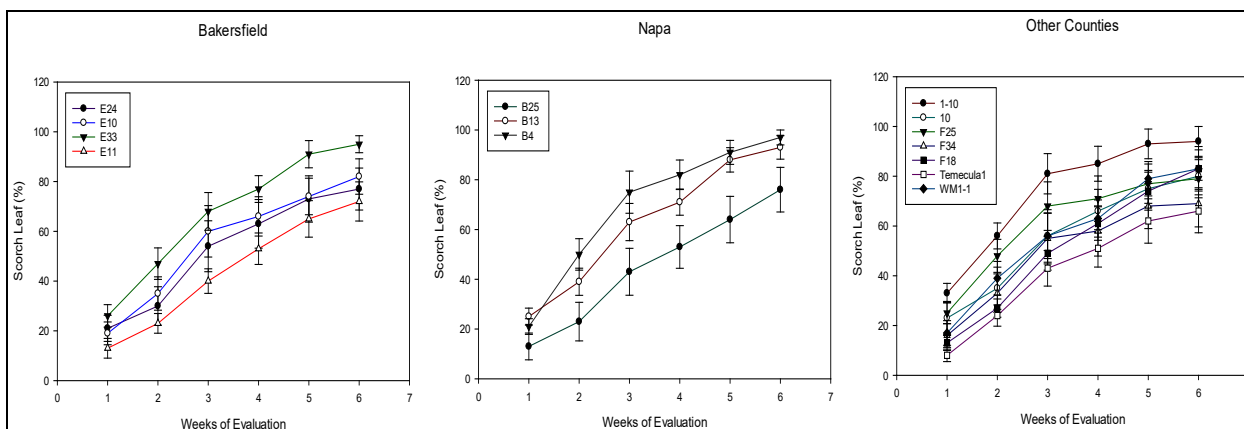 Bakersfield
Scorch Leaf (%)
120
100
80
60
40
20
0
E24
E10
E33
E11
0 1 2 3 4 5 6 7
Weeks of Evaluation
Napa
Scorch Leaf (%)
120
100
80
60
40
20
0
B25
B13
B4
0 1 2 3 4 5 6 7
Weeks of Evaluation
Other Counties
Scorch Leaf (%)
120
100
80
60
40
20
0
1-10
10
F25
F34
F18
Temecula1
WM1-1
0 1 2 3 4 5 6 7
Weeks of Evaluation